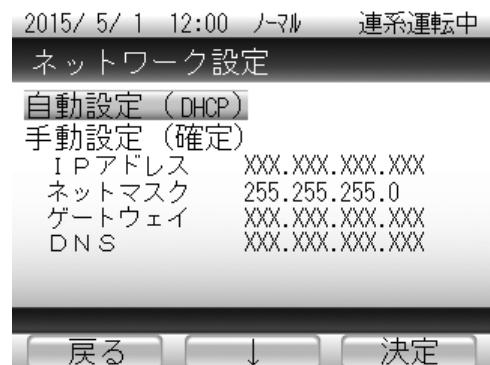 2015/ 5/ 1 12:00 ノーマル 連系運転中
ネットワーク設定
自動設定 (DHCP)
手動設定 (確定)
IPアドレス XXX.XXX.XXX.XXX
ネットマスク 255.255.255.0
ゲートウェイ XXX.XXX.XXX.XXX
DNS XXX.XXX.XXX.XXX
戻る ↓ 決定